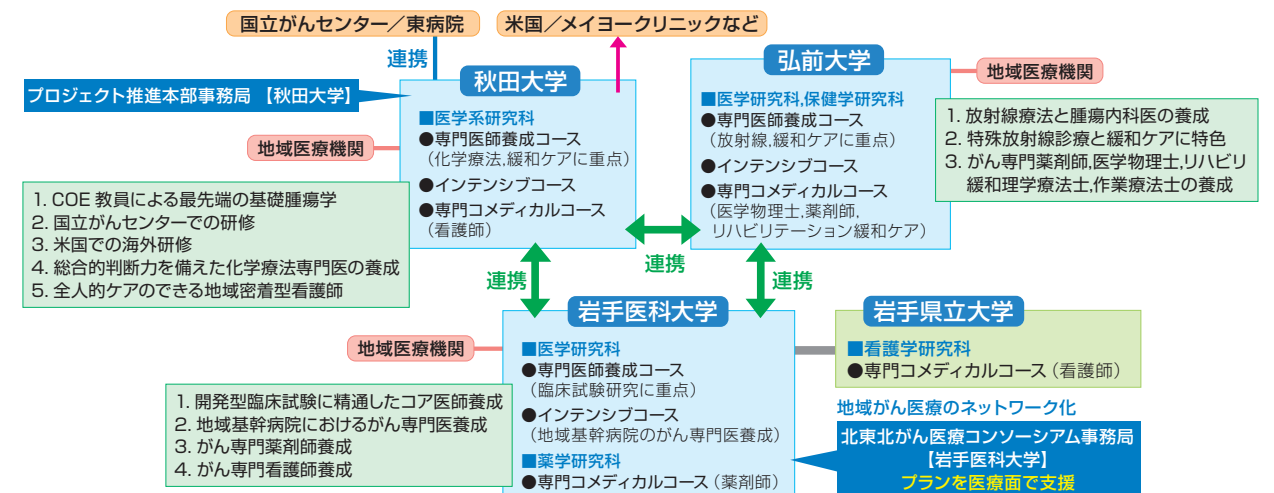 国立がんセンター／東病院
米国／メイヨークリニックなど
連携
秋田大学
弘前大学
プロジェクト推進本部事務局 【秋田大学】
地域医療機関
■医学系研究科
●専門医師養成コース
（化学療法,緩和ケアに重点）
●インテンシブコース
●専門コメディカルコース
（看護師）
■医学研究科,保健学研究科
●専門医師養成コース
（放射線,緩和ケアに重点）
●インテンシブコース
●専門コメディカルコース
（医学物理士,薬剤師,
リハビリテーション緩和ケア）
地域医療機関
1. 放射線療法と腫瘍内科医の養成
2. 特殊放射線診療と緩和ケアに特色
3. がん専門薬剤師,医学物理士,リハビリ
緩和理学療法士,作業療法士の養成
1. COE 教員による最先端の基礎腫瘍学
2. 国立がんセンターでの研修
3. 米国での海外研修
4. 総合的判断力を備えた化学療法専門医の養成
5. 全人的ケアのできる地域密着型看護師
連携
連携
連携
岩手医科大学
岩手県立大学
地域医療機関
■医学研究科
●専門医師養成コース
（臨床試験研究に重点）
●インテンシブコース
（地域基幹病院のがん専門医養成）
■薬学研究科
●専門コメディカルコース（薬剤師）
■看護学研究科
●専門コメディカルコース（看護師）
1. 開発型臨床試験に精通したコア医師養成
2. 地域基幹病院におけるがん専門医養成
3. がん専門薬剤師養成
4. がん専門看護師養成
地域がん医療のネットワーク化
北東北がん医療コンソーシアム事務局
【岩手医科大学】
プランを医療面で支援